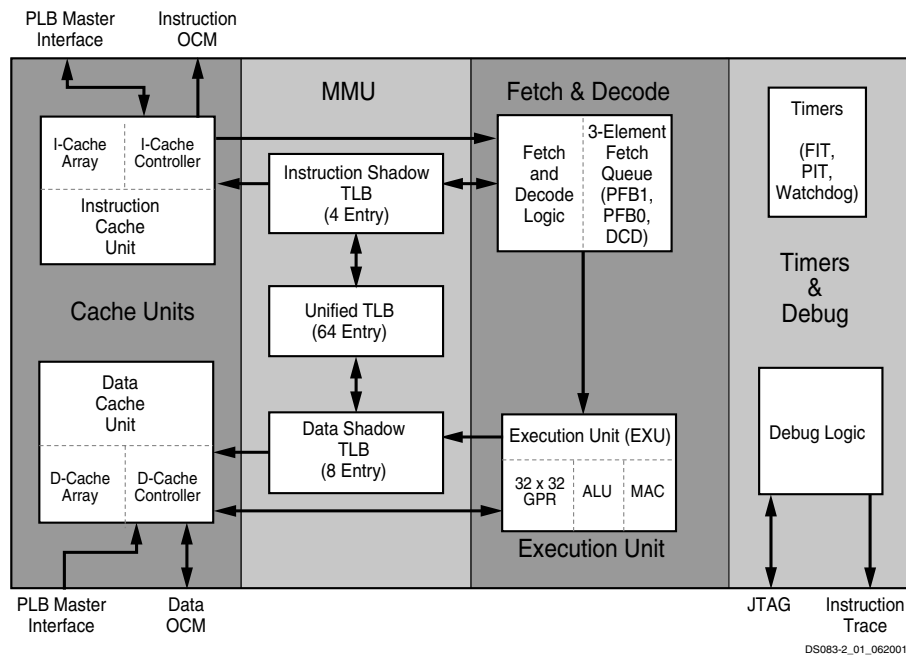 PLB Master
Interface
Instruction
OCM
MMU
Fetch & Decode
I-Cache
Array
I-Cache
Controller
Instruction
Cache
Unit
Instruction Shadow
TLB
(4 Entry)
Fetch
and
Decode
Logic
3-Element
Fetch
Queue
(PFB1,
PFB0,
DCD)
Timers
(FIT,
PIT,
Watchdog)
Cache Units
Unified TLB
(64 Entry)
Timers
&
Debug
Data
Cache
Unit
D-Cache
Array
D-Cache
Controller
Data Shadow
TLB
(8 Entry)
Execution Unit (EXU)
32 x 32
GPR
ALU
MAC
Execution Unit
Debug Logic
PLB Master
Interface
Data
OCM
JTAG
Instruction
Trace
DS083-2_01_062001